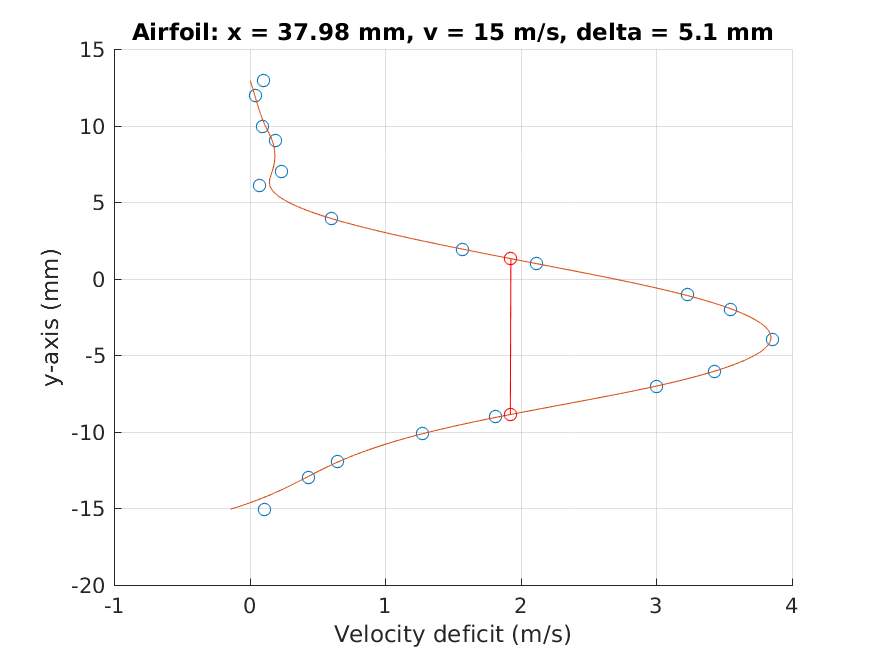 Airfoil: x = 37.98 mm, v = 15 m/s, delta = 5.1 mm
15
10
5
0
-5
-10
-15
-20
y-axis (mm)
-1 0 1 2 3 4
Velocity deficit (m/s)